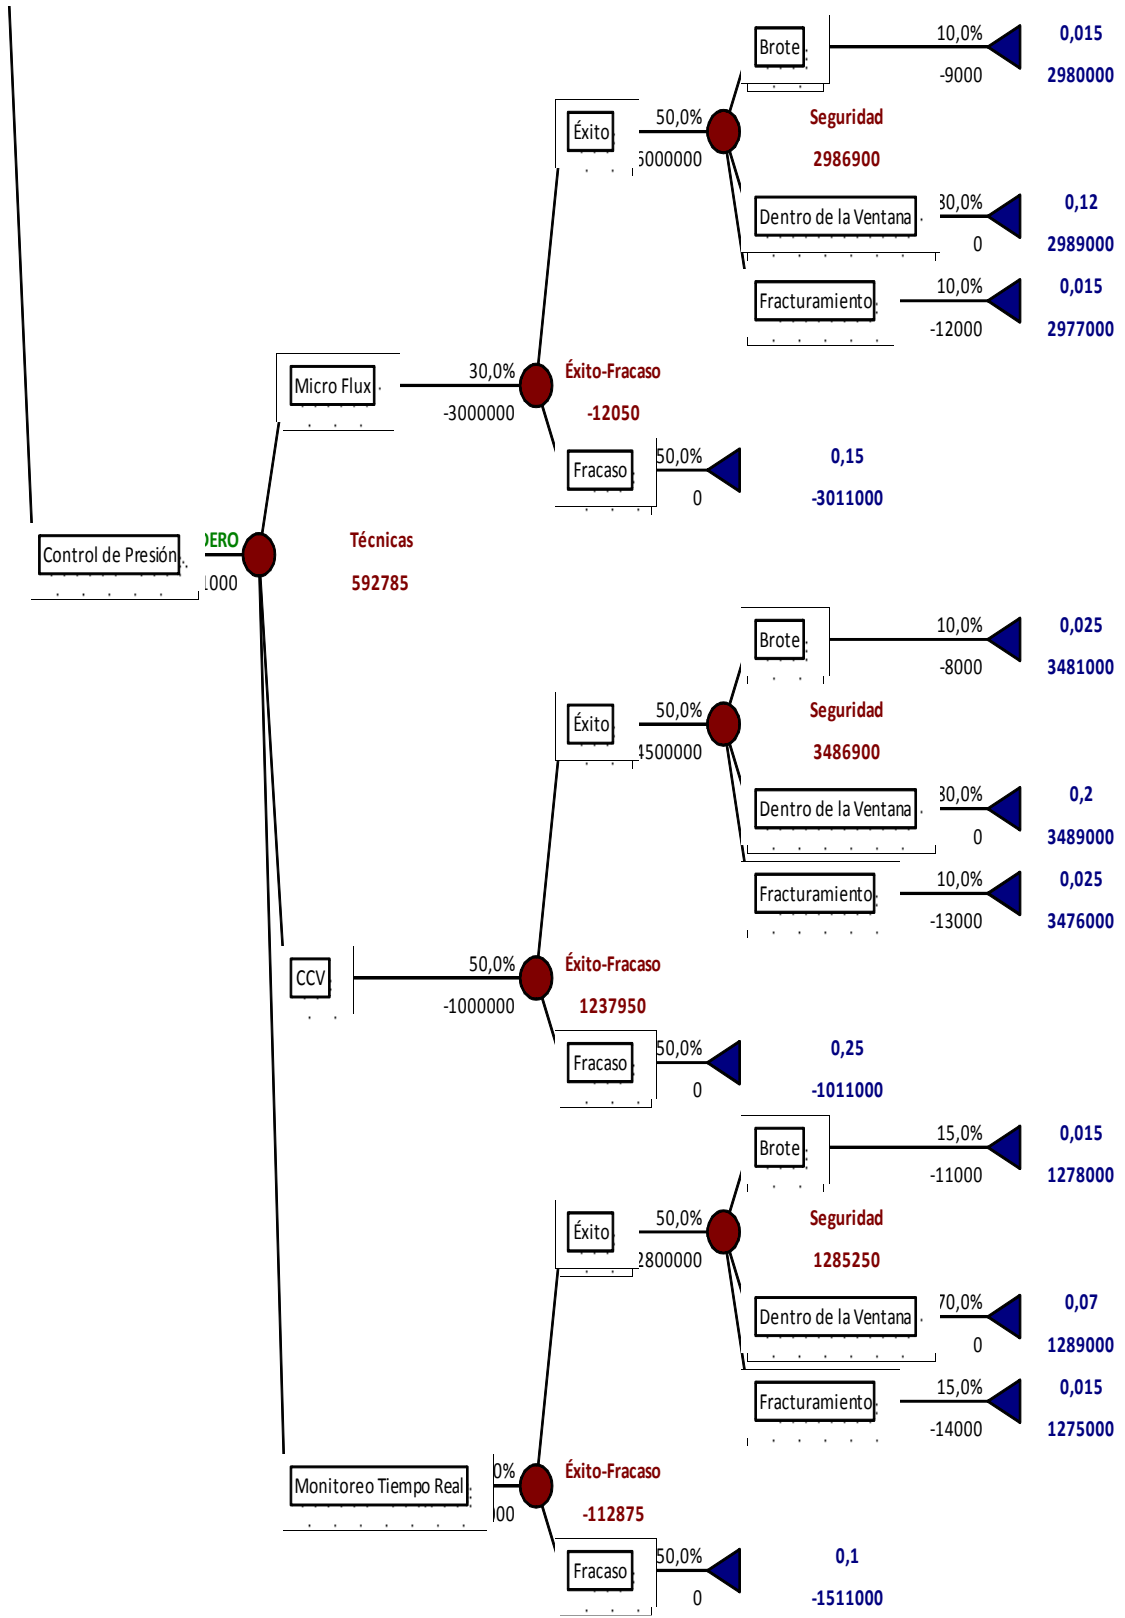 Brote
10,0%
0,015
-9000
2980000
Éxito
50,0%
Seguridad
6000000
2986900
Dentro de la Ventana
80,0%
0,12
0
2989000
Fracturamiento
10,0%
0,015
-12000
2977000
Micro Flux
30,0%
Éxito-Fracaso
-3000000
-12050
Fracaso
50,0%
0,15
0
-3011000
Control de Presión
DERO
Técnicas
1000
592785
Brote
10,0%
0,025
-8000
3481000
Éxito
50,0%
Seguridad
4500000
3486900
Dentro de la Ventana
80,0%
0,2
0
3489000
Fracturamiento
10,0%
0,025
-13000
3476000
CCV
50,0%
Éxito-Fracaso
-1000000
1237950
Fracaso
50,0%
0,25
0
-1011000
Brote
15,0%
0,015
-11000
1278000
Éxito
50,0%
Seguridad
2800000
1285250
Dentro de la Ventana
70,0%
0,07
0
1289000
Fracturamiento
15,0%
0,015
-14000
1275000
Monitoreo Tiempo Real
0%
Éxito-Fracaso
000
-112875
Fracaso
50,0%
0,1
0
-1511000